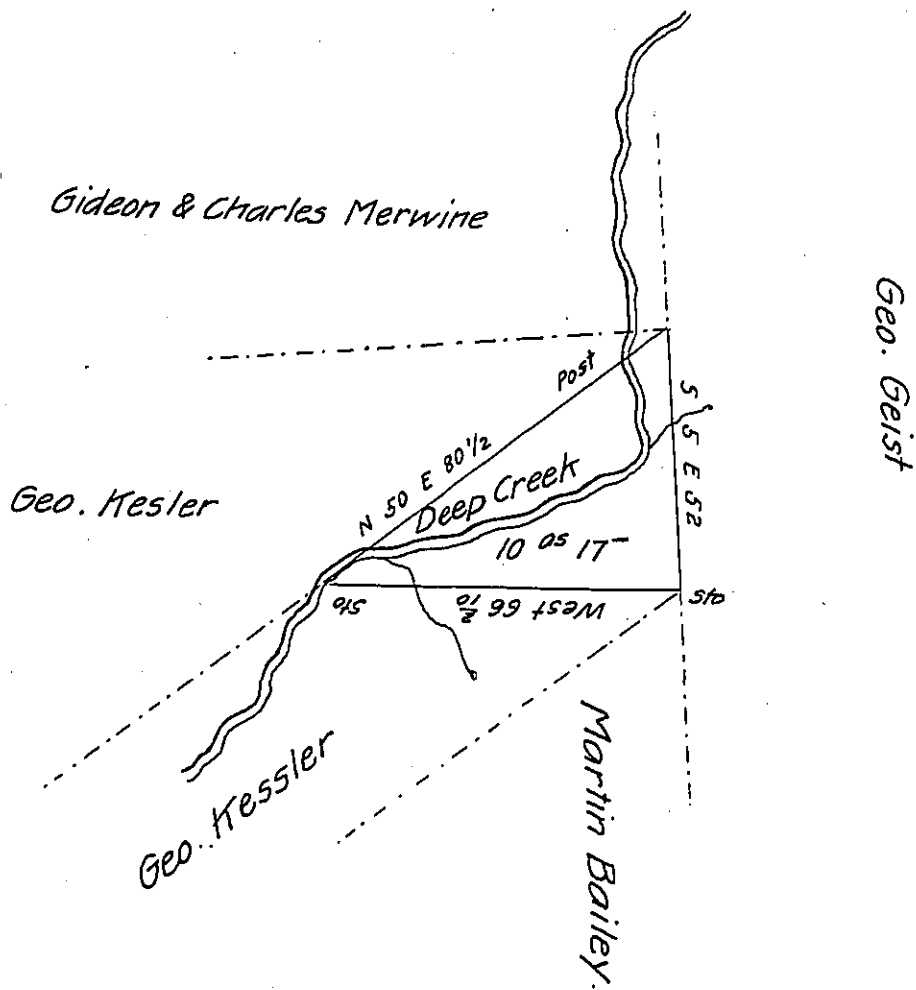 Gideon & Charles Merwine
Geo. Geist
Post
S 5 E 52
N 50 E 80 1/2
Geo. Kesler
Deep Creek
10 as 17-
Sto
West 66 2/10
Sto
Geo. Kessler
Martin Bailey.